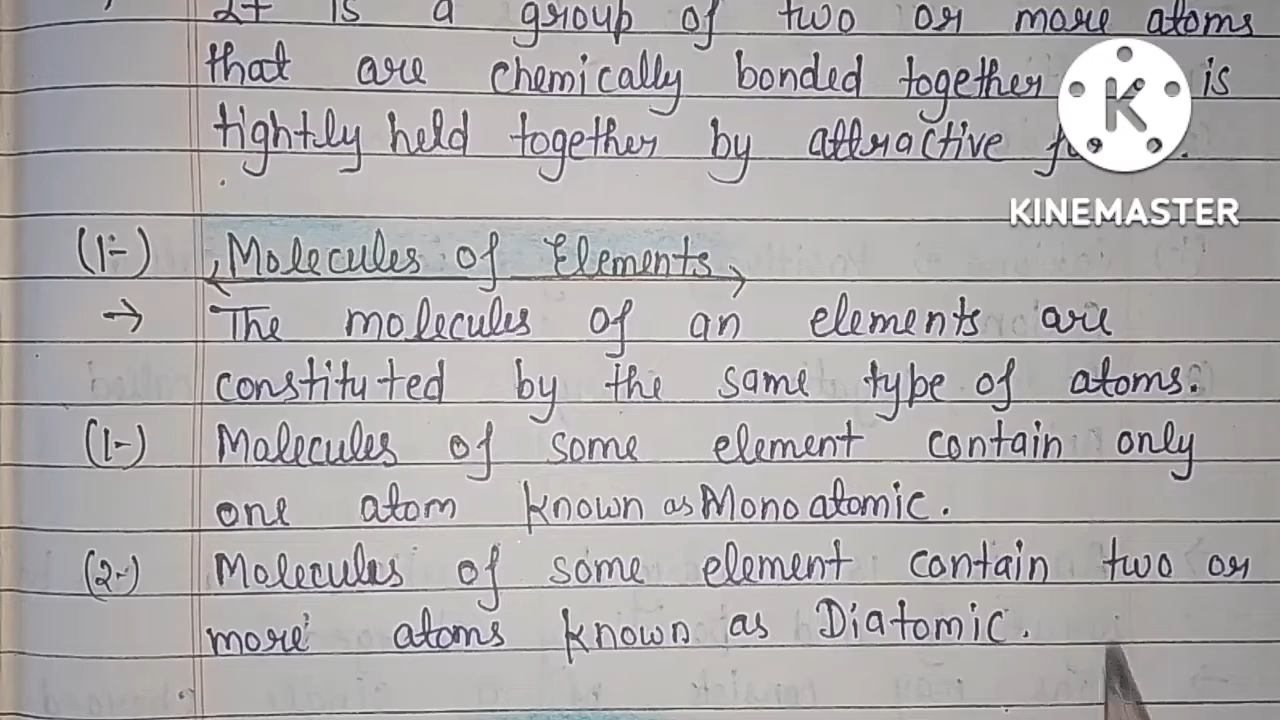 It is a group of two or more atoms
that are chemically bonded together is
tightly held together by attractive
(1:-) Molecules of Elements
→ The molecules of an elements are
constituted by the same type of atoms.
(1-) Molecules of some element contain only
one atom known as Monoatomic.
(2-) Molecules of some element contain two or
more atoms known as Diatomic.
K
KINEMASTER